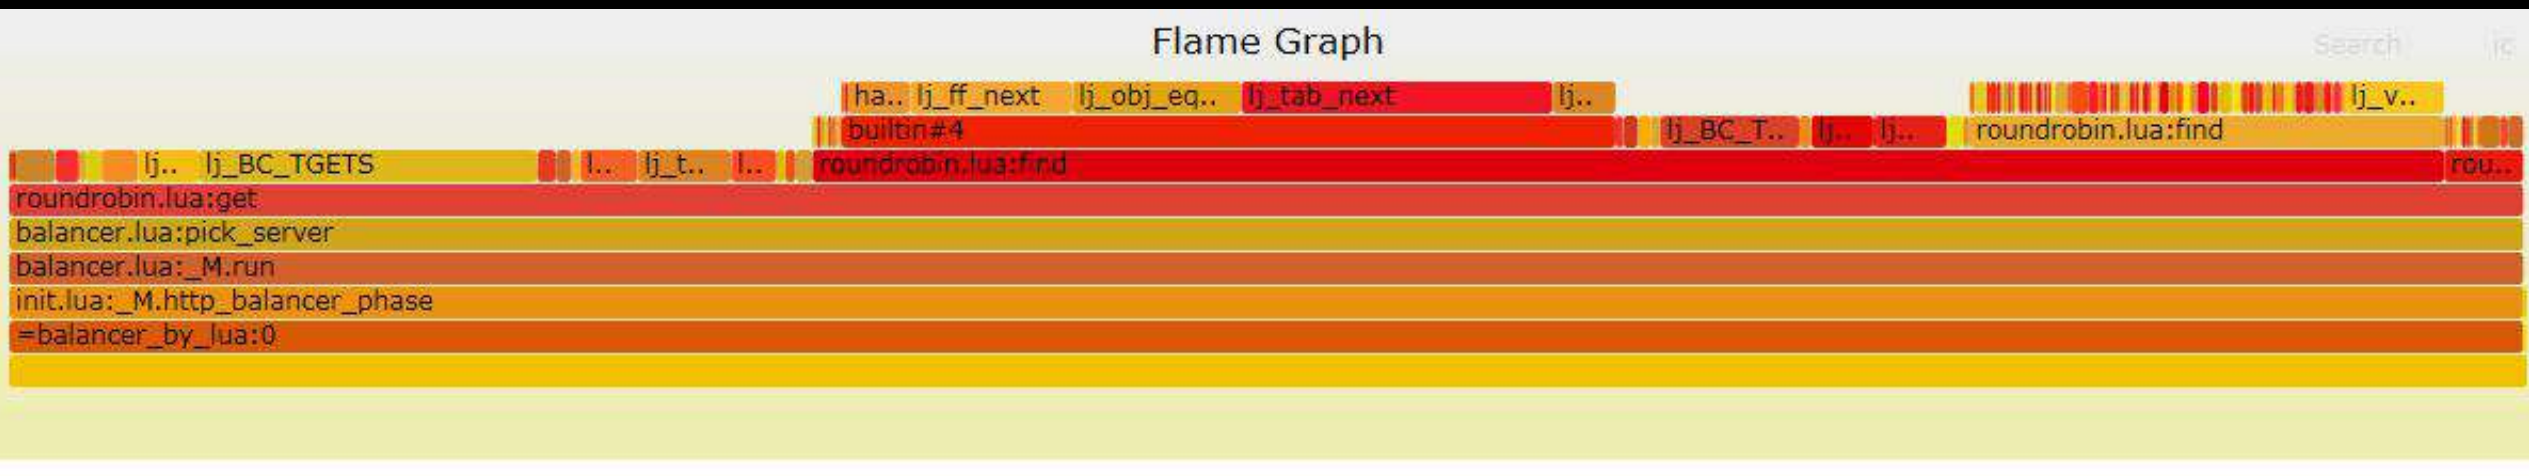 Flame Graph
Search ic
ha.. lj_ff_next lj_obj_eq.. lj_tab_next lj.. lj_v..
builtin#4 lj_BC_T.. lj.. lj.. roundrobin.lua:find
lj.. lj_BC_TGETS l.. lj_t.. l.. roundrobin.lua:find rou..
roundrobin.lua:get
balancer.lua:pick_server
balancer.lua:_M.run
init.lua:_M.http_balancer_phase
=balancer_by_lua:0